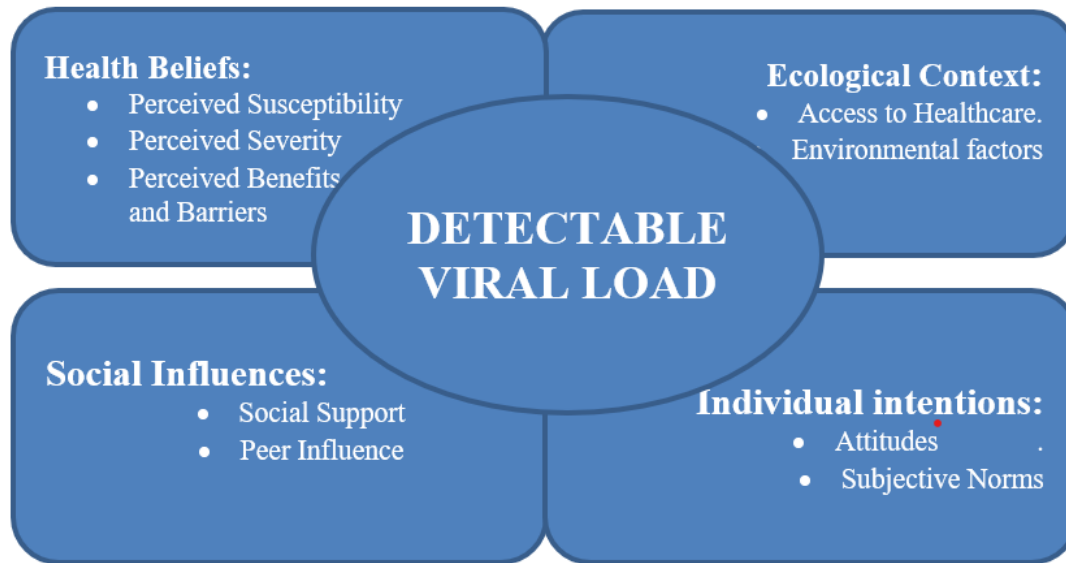 Health Beliefs:
• Perceived Susceptibility
• Perceived Severity
• Perceived Benefits
and Barriers
Ecological Context:
• Access to Healthcare.
Environmental factors
DETECTABLE
VIRAL LOAD
Social Influences:
• Social Support
• Peer Influence
Individual intentions:
• Attitudes .
• Subjective Norms